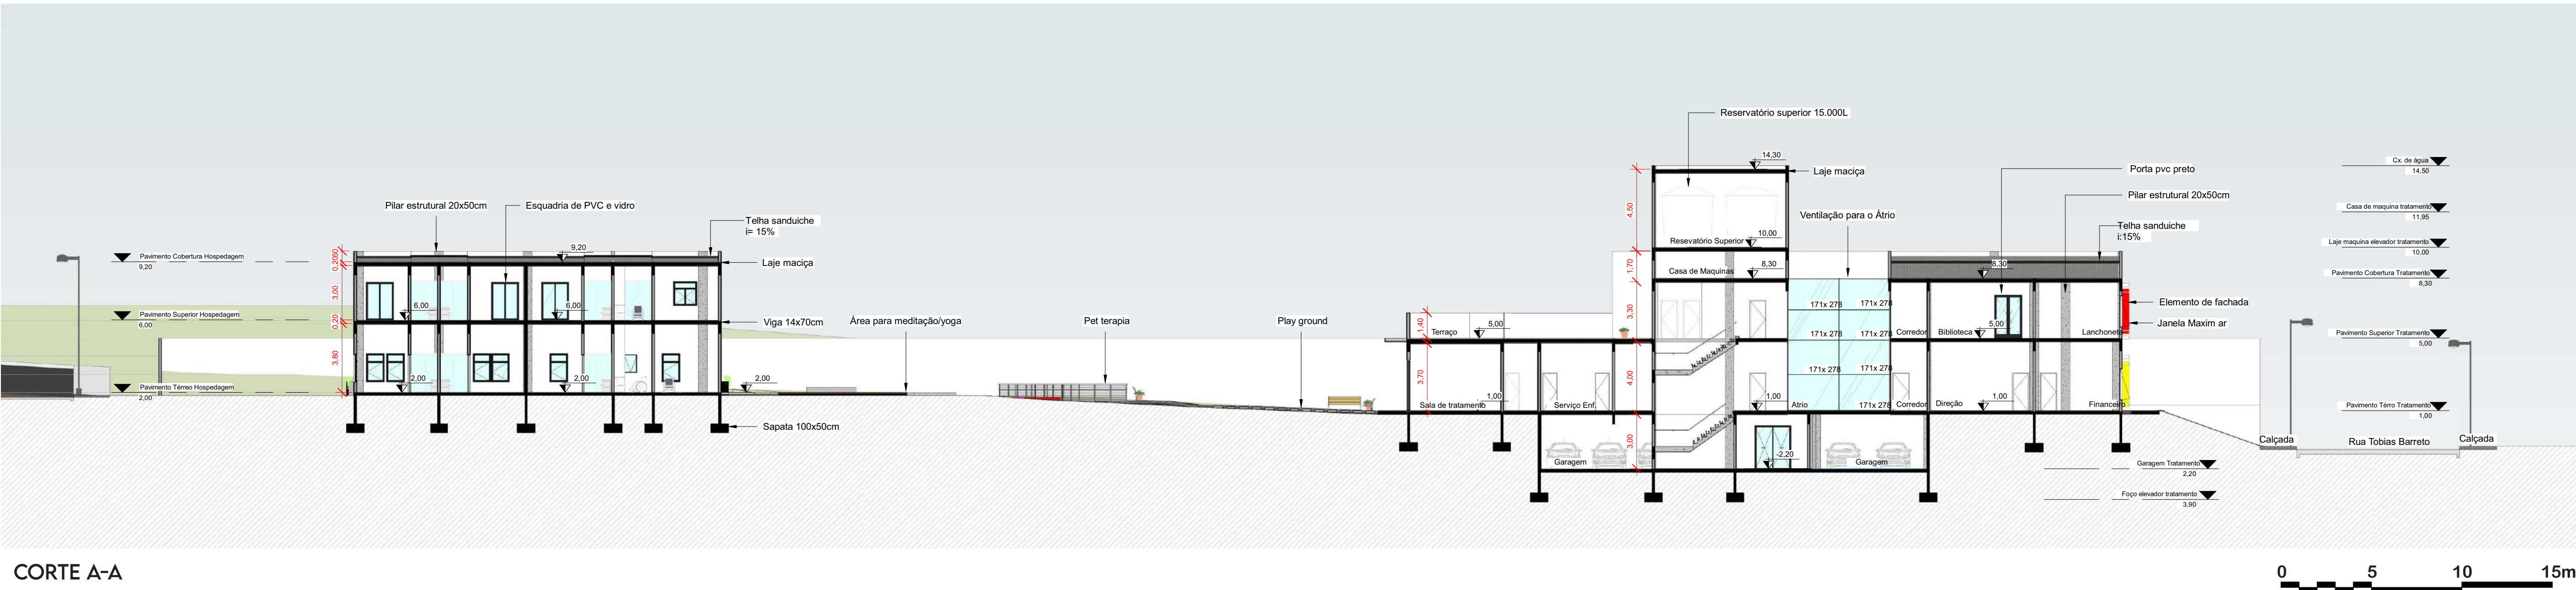 Reservatório superior 15.000L
14,30
Laje maciça
4,50
10,00
Resevatório Superior
1,70
8,30
Casa de Maquinas
Ventilação para o Átrio
Porta pvc preto
Pilar estrutural 20x50cm
Telha sanduiche
i:15%
8,30
Elemento de fachada
Janela Maxim ar
Cx. de água
14,50
Casa de maquina tratamento
11,95
Laje maquina elevador tratamento
10,00
Pavimento Cobertura Tratamento
8,30
Pavimento Superior Tratamento
5,00
Pavimento Térro Tratamento
1,00
Garagem Tratamento
2,20
Foço elevador tratamento
3,90
Pavimento Cobertura Hospedagem
9,20
Pavimento Superior Hospedagem
6,00
Pavimento Térreo Hospedagem
2,00
Pilar estrutural 20x50cm
Esquadria de PVC e vidro
Telha sanduiche
i= 15%
9,20
Laje maciça
0,20 60
3,00
0,20
3,80
6,00
6,00
2,00
2,00
Viga 14x70cm
2,00
Sapata 100x50cm
Área para meditação/yoga
Pet terapia
Play ground
1,40
Terraço
5,00
3,70
Sala de tratamento
1,00
Serviço Enf.
3,30
4,00
3,00
171x 278
171x 278
171x 278
171x 278
171x 278
171x 278
171x 278
Corredor
Biblioteca
5,00
Lanchonete
1,00
Atrio
Corredor
Direção
1,00
Financeiro
Garagem
-2,20
Garagem
Calçada
Rua Tobias Barreto
Calçada
CORTE A-A
0 5 10 15m